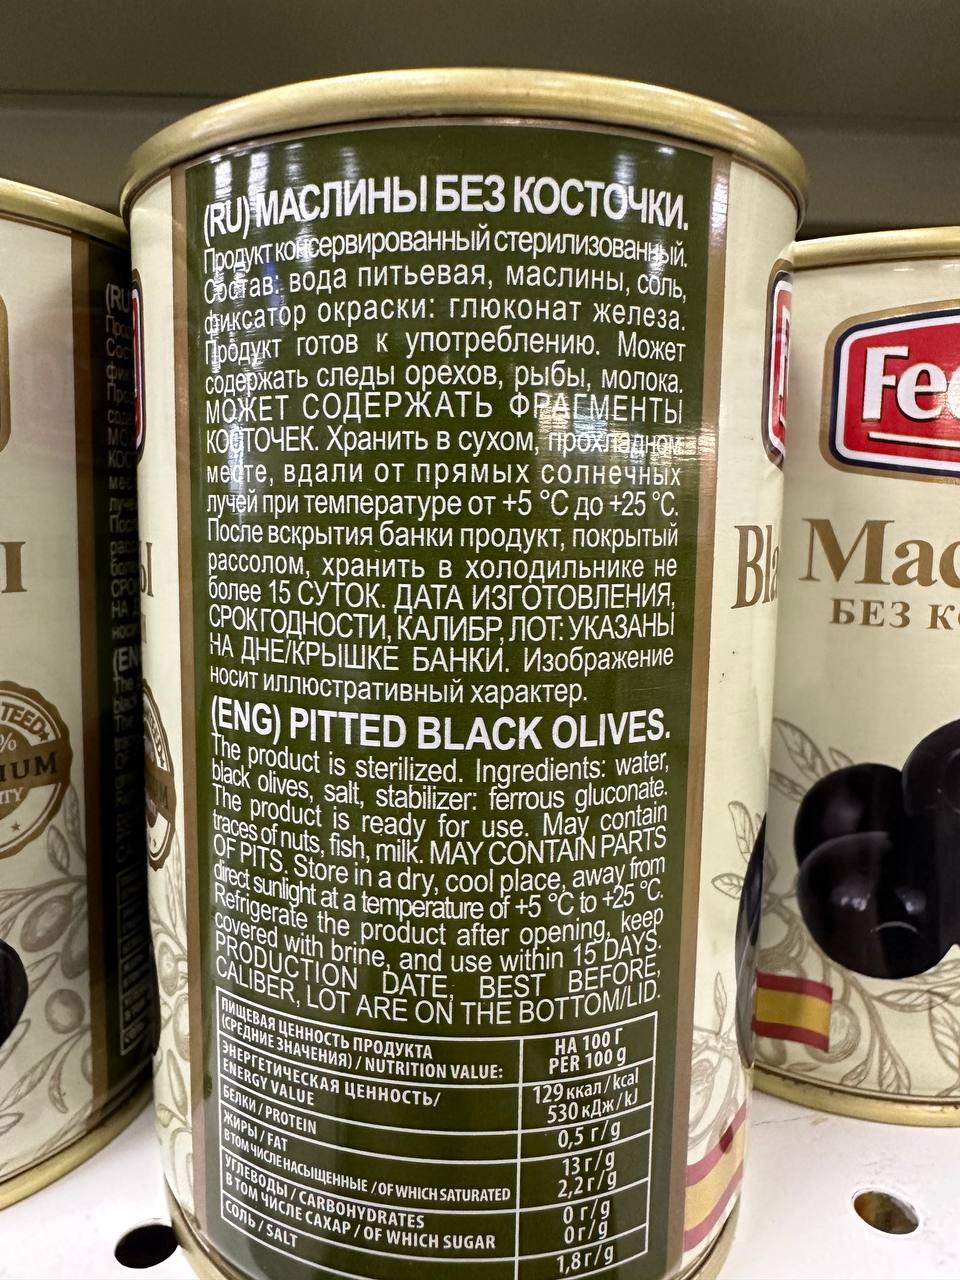 (RU) МАСЛИНЫ БЕЗ КОСТОЧКИ.
Продукт консервированный стерилизованный.
Состав: вода питьевая, маслины, соль,
фиксатор окраски: глюконат железа.
Продукт готов к употреблению. Может
содержать следы орехов, рыбы, молока.
МОЖЕТ СОДЕРЖАТЬ ФРАГМЕНТЫ
КОСТОЧЕК. Хранить в сухом, прохладном
месте, вдали от прямых солнечных
лучей при температуре от +5 °C до +25 °C.
После вскрытия банки продукт, покрытый
рассолом, хранить в холодильнике не
более 15 СУТОК. ДАТА ИЗГОТОВЛЕНИЯ,
СРОК ГОДНОСТИ, КАЛИБР, ЛОТ: УКАЗАНЫ
НА ДНЕ/КРЫШКЕ БАНКИ. Изображение
носит иллюстративный характер.
(ENG) PITTED BLACK OLIVES.
The product is sterilized. Ingredients: water,
black olives, salt, stabilizer: ferrous gluconate.
The product is ready for use. May contain
traces of nuts, fish, milk. MAY CONTAIN PARTS
OF PITS. Store in a dry, cool place, away from
direct sunlight at a temperature of +5 °C to +25 °C.
Refrigerate the product after opening, keep
covered with brine, and use within 15 DAYS.
PRODUCTION DATE, BEST BEFORE,
CALIBER, LOT ARE ON THE BOTTOM/LID.
ПИЩЕВАЯ ЦЕННОСТЬ ПРОДУКТА
(СРЕДНИЕ ЗНАЧЕНИЯ) / NUTRITION VALUE:
НА 100 Г
PER 100 g
ЭНЕРГЕТИЧЕСКАЯ ЦЕННОСТЬ/
ENERGY VALUE
129 ккал/kcal
530 кДж/kJ
БЕЛКИ / PROTEIN
0,5 г/g
ЖИРЫ / FAT
13 г/g
В ТОМ ЧИСЛЕ НАСЫЩЕННЫЕ / OF WHICH SATURATED
2,2 г/g
УГЛЕВОДЫ / CARBOHYDRATES
0 г/g
В ТОМ ЧИСЛЕ САХАР / OF WHICH SUGAR
0 г/g
СОЛЬ / SALT
1,8 г/g
БЕЗ